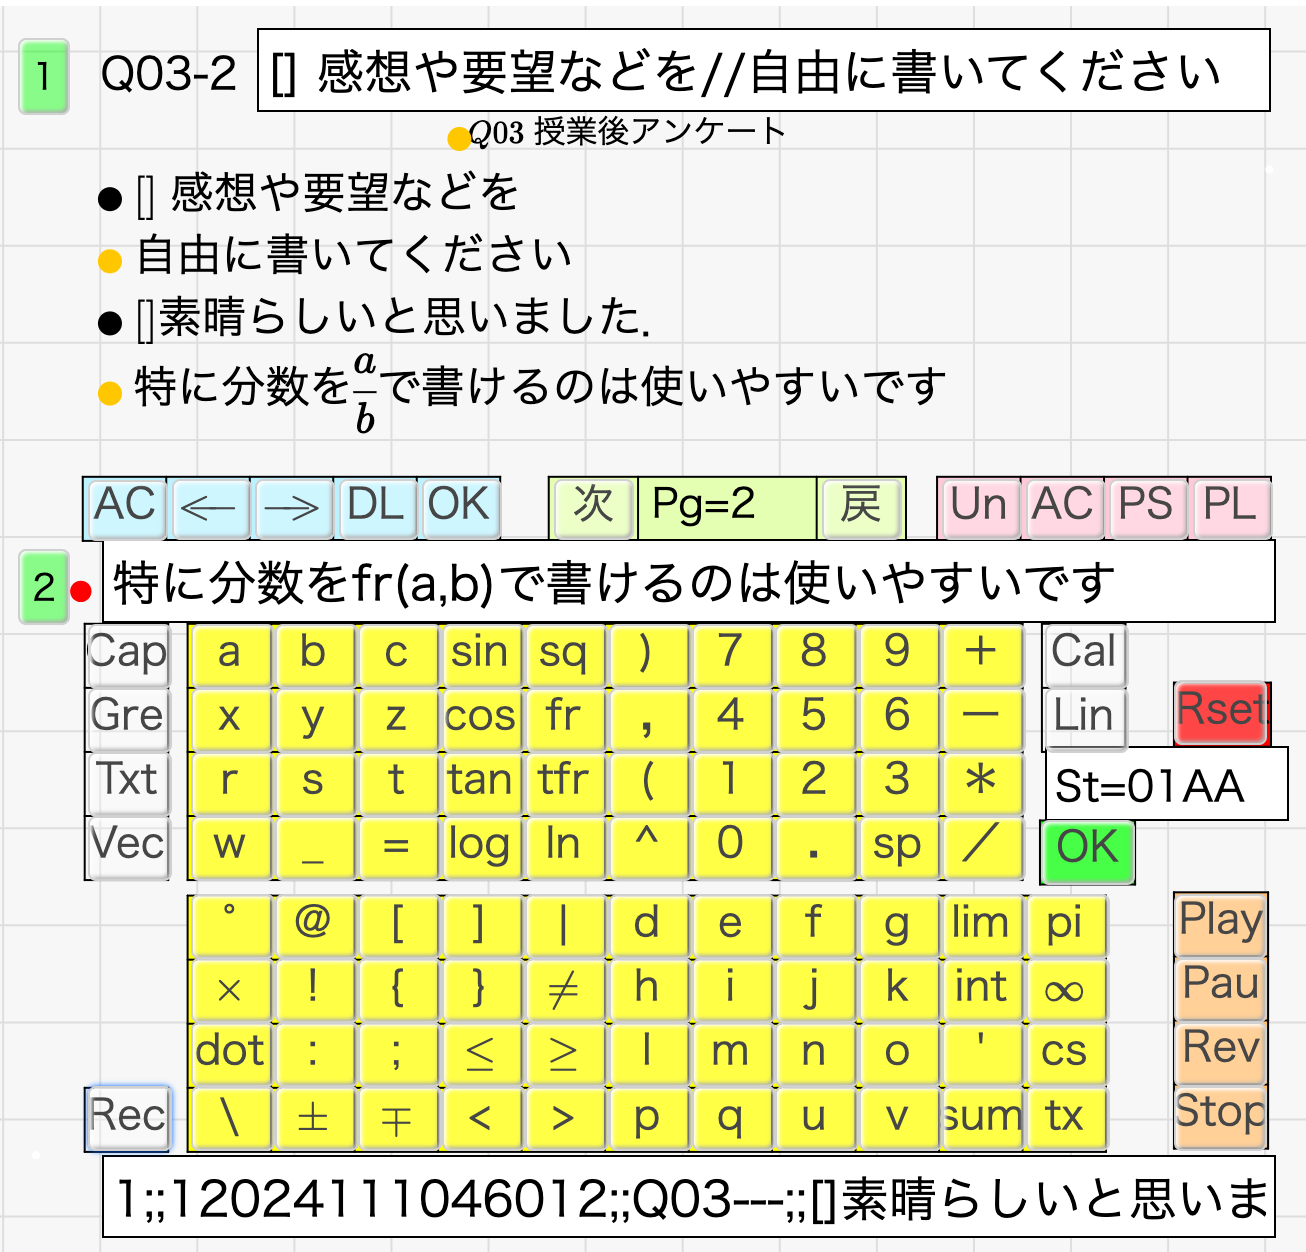 1 Q03-2 [] 感想や要望などを//自由に書いてください
Q03 授業後アンケート
[] 感想や要望などを
自由に書いてください
[]素晴らしいと思いました.
特に分数をa/bで書けるのは使いやすいです
AC ← → DL OK 次 Pg=2 戻 Un AC PS PL
2 特に分数をfr(a,b)で書けるのは使いやすいです
Cap a b c sin sq ) 7 8 9 + Cal
Gre x y z cos fr , 4 5 6 − Lin Rset
Txt r s t tan tfr ( 1 2 3 * St=01AA
Vec w _ = log ln ^ 0 . sp / OK
° @ [ ] | d e f g lim pi Play
× ! { } ≠ h i j k int ∞ Pau
dot : ; ≤ ≥ l m n o ' cs Rev
Rec \ ± ∓ < > p q u v sum tx Stop
1;;12024111046012;;Q03---;;[]素晴らしいと思いま